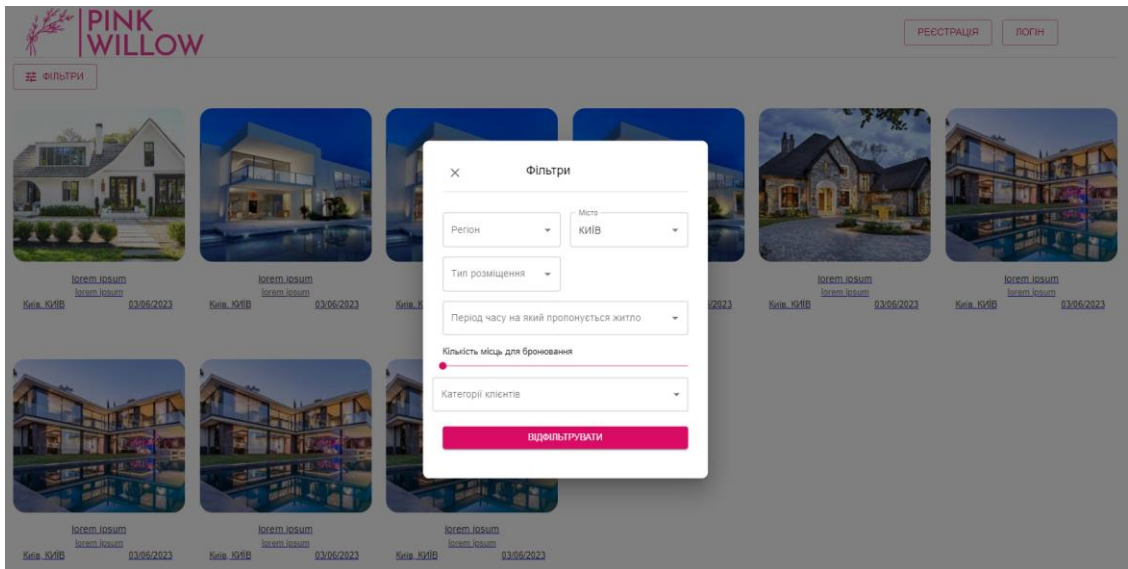 PINK
WILLOW
РЕЄСТРАЦІЯ
ЛОГІН
ФІЛЬТРИ
Фільтри
Регіон
Місто
КИЇВ
Тип розміщення
Період часу на який пропонується житло
Кількість місць для бронювання
Категорії клієнтів
ВІДФІЛЬТРУВАТИ
lorem ipsum
lorem ipsum
Київ, КИЇВ 03/06/2023
lorem ipsum
lorem ipsum
Київ, КИЇВ 03/06/2023
lorem ipsum
lorem ipsum
Київ, КИЇВ 03/06/2023
lorem ipsum
lorem ipsum
Київ, КИЇВ 03/06/2023
lorem ipsum
lorem ipsum
Київ, КИЇВ 03/06/2023
lorem ipsum
lorem ipsum
Київ, КИЇВ 03/06/2023
lorem ipsum
lorem ipsum
Київ, КИЇВ 03/06/2023